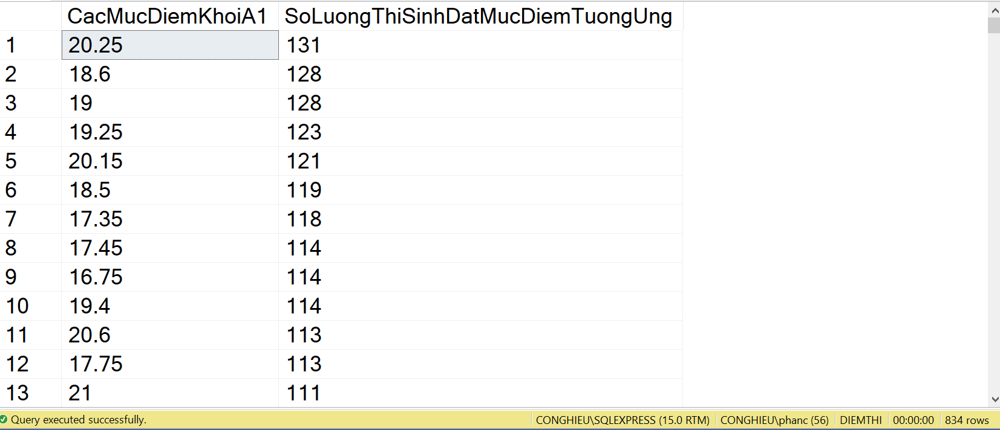 CacMucDiemKhoiA1 SoLuongThiSinhDatMucDiemTuongUng
1 20.25 131
2 18.6 128
3 19 128
4 19.25 123
5 20.15 121
6 18.5 119
7 17.35 118
8 17.45 114
9 16.75 114
10 19.4 114
11 20.6 113
12 17.75 113
13 21 111
Query executed successfully. CONGHIEU\SQLEXPRESS (15.0 RTM) CONGHIEU\phanc (56) DIEMTHI 00:00:00 834 rows